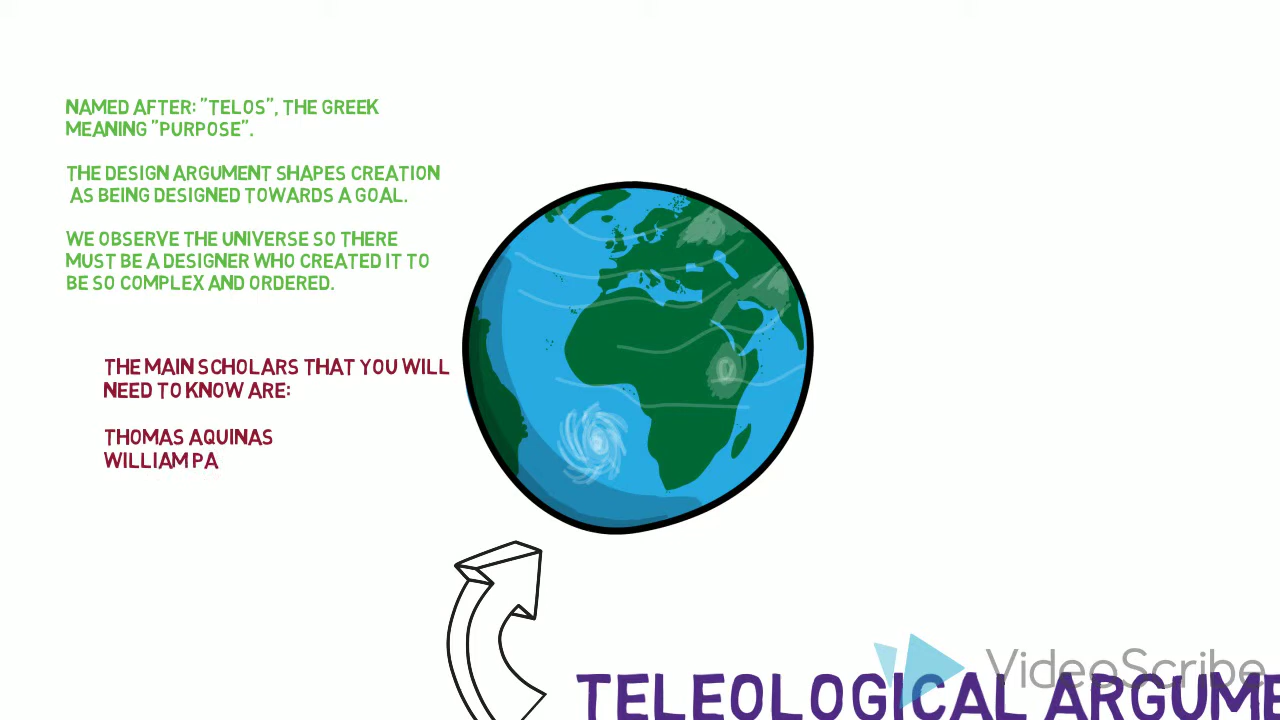 NAMED AFTER: "TELOS", THE GREEK
MEANING "PURPOSE".
THE DESIGN ARGUMENT SHAPES CREATION
AS BEING DESIGNED TOWARDS A GOAL.
WE OBSERVE THE UNIVERSE SO THERE
MUST BE A DESIGNER WHO CREATED IT TO
BE SO COMPLEX AND ORDERED.
THE MAIN SCHOLARS THAT YOU WILL
NEED TO KNOW ARE:
THOMAS AQUINAS
WILLIAM PA
TELEOLOGICAL ARGUME
VideoScribe